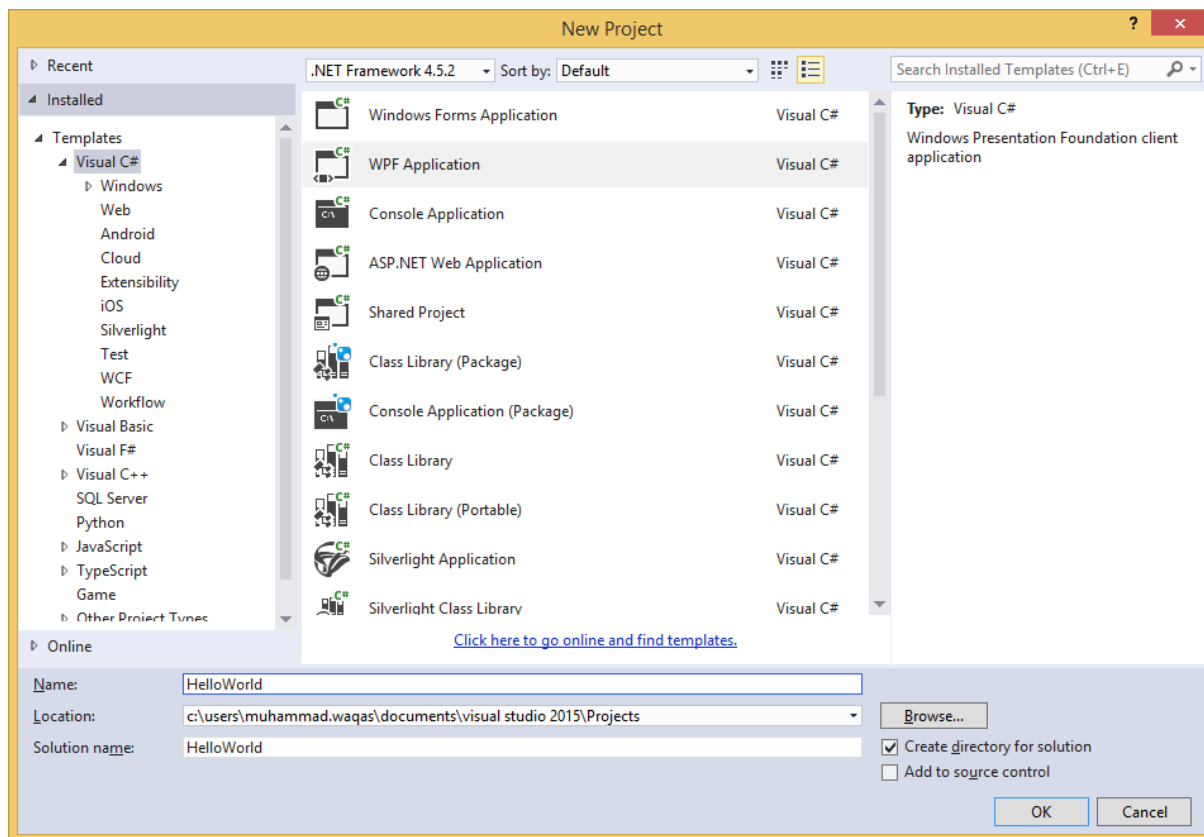 New Project
?
Recent
Installed
Templates
Visual C#
Windows
Web
Android
Cloud
Extensibility
iOS
Silverlight
Test
WCF
Workflow
Visual Basic
Visual F#
Visual C++
SQL Server
Python
JavaScript
TypeScript
Game
Other Project Types
Online
.NET Framework 4.5.2 Sort by: Default
Windows Forms Application Visual C#
WPF Application Visual C#
Console Application Visual C#
ASP.NET Web Application Visual C#
Shared Project Visual C#
Class Library (Package) Visual C#
Console Application (Package) Visual C#
Class Library Visual C#
Class Library (Portable) Visual C#
Silverlight Application Visual C#
Silverlight Class Library Visual C#
Click here to go online and find templates.
Search Installed Templates (Ctrl+E)
Type: Visual C#
Windows Presentation Foundation client
application
Name: HelloWorld
Location: c:\users\muhammad.waqas\documents\visual studio 2015\Projects
Browse...
Solution name: HelloWorld
Create directory for solution
Add to source control
OK Cancel